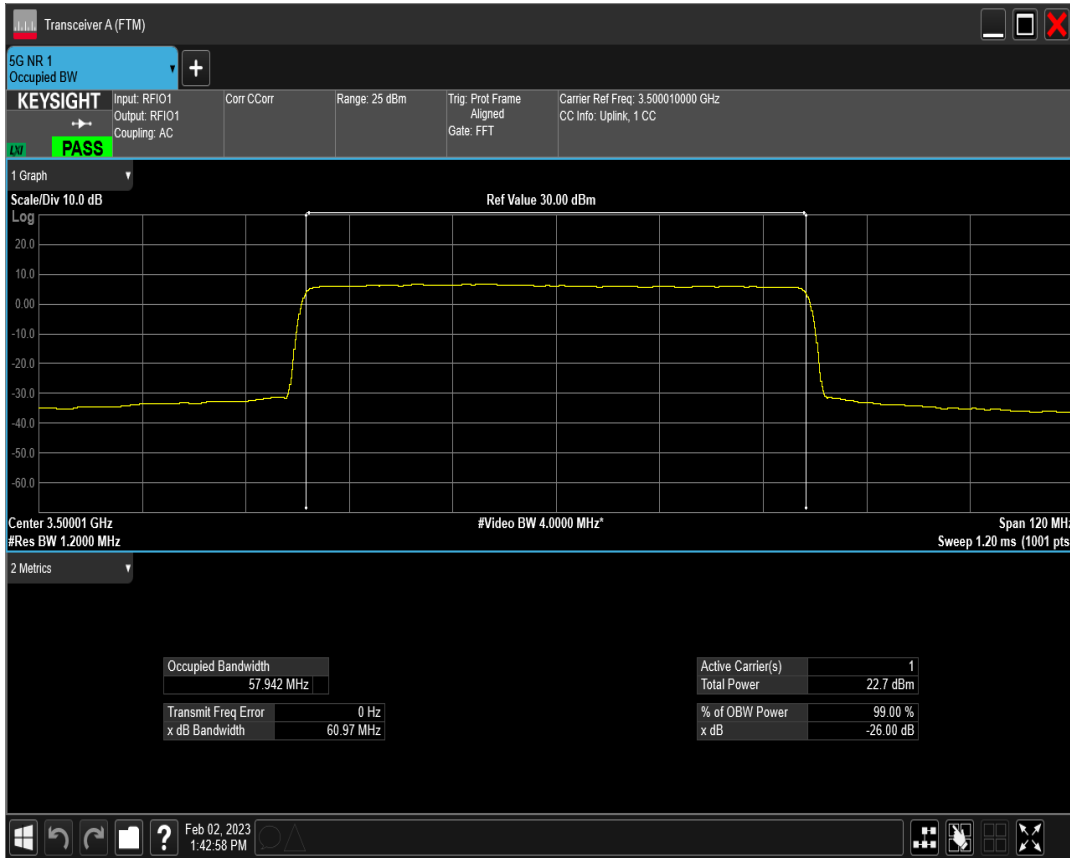 Transceiver A (FTM)
5G NR 1
Occupied BW
+
KEYSIGHT
LXI
PASS
Input: RFIO1
Output: RFIO1
Coupling: AC
Corr CCorr
Range: 25 dBm
Trig: Prot Frame
Aligned
Gate: FFT
Carrier Ref Freq: 3.500010000 GHz
CC Info: Uplink, 1 CC
1 Graph
Scale/Div 10.0 dB
Ref Value 30.00 dBm
Log
20.0
10.0
0.00
-10.0
-20.0
-30.0
-40.0
-50.0
-60.0
Center 3.50001 GHz
#Video BW 4.0000 MHz*
Span 120 MHz
#Res BW 1.2000 MHz
Sweep 1.20 ms (1001 pts
2 Metrics
Occupied Bandwidth
57.942 MHz
Transmit Freq Error 0 Hz
x dB Bandwidth 60.97 MHz
Active Carrier(s) 1
Total Power 22.7 dBm
% of OBW Power 99.00 %
x dB -26.00 dB
?
Feb 02, 2023
1:42:58 PM